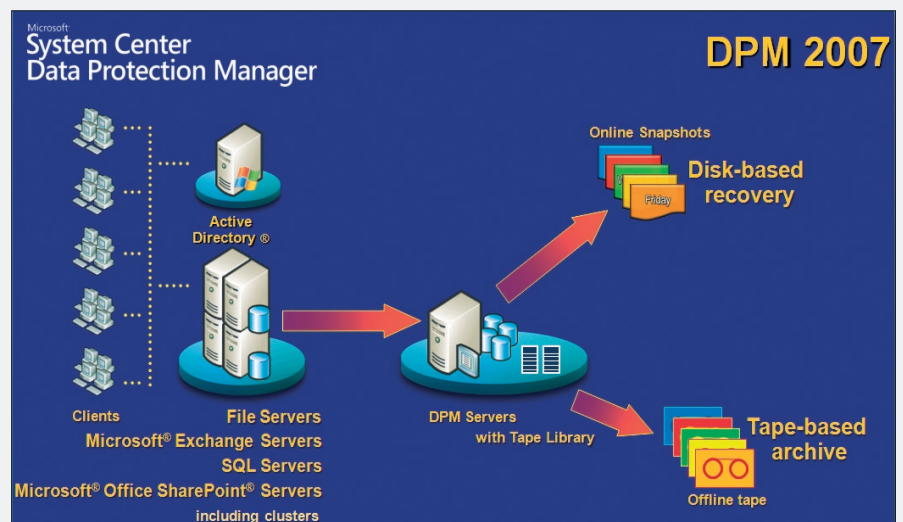 Microsoft
System Center
Data Protection Manager
DPM 2007
Online Snapshots
Disk-based
recovery
Friday
Active
Directory ®
Clients
File Servers
Microsoft® Exchange Servers
SQL Servers
Microsoft® Office SharePoint® Servers
including clusters
DPM Servers
with Tape Library
Tape-based
archive
Offline tape